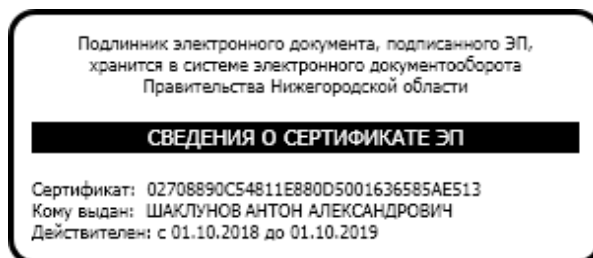 Подлинник электронного документа, подписанного ЭП,
хранится в системе электронного документооборота
Правительства Нижегородской области
СВЕДЕНИЯ О СЕРТИФИКАТЕ ЭП
Сертификат: 02708890C54811E880D5001636585AE513
Кому выдан: ШАКЛУНОВ АНТОН АЛЕКСАНДРОВИЧ
Действителен: с 01.10.2018 до 01.10.2019